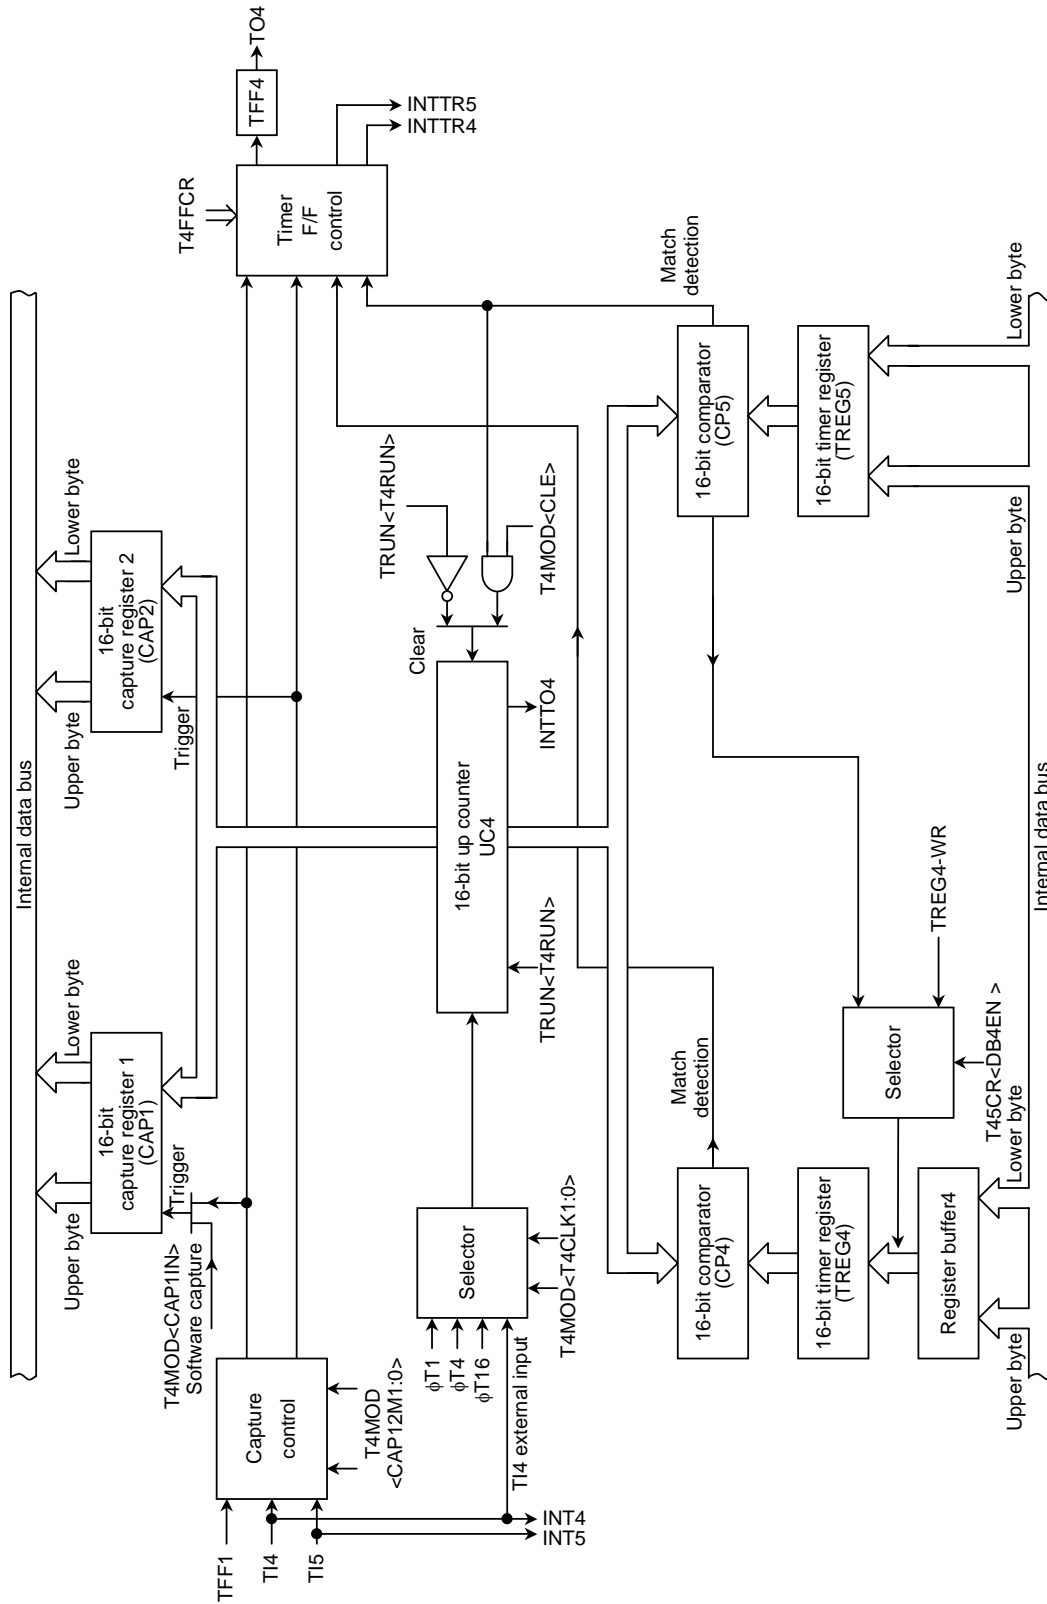 Internal data bus
Upper byte
Lower byte
Upper byte
Lower byte
16-bit
capture register 1
(CAP1)
16-bit
capture register 2
(CAP2)
T4MOD<CAP1IN>
Software capture
Trigger
Trigger
TFF1
TI4
TI5
Capture
control
T4MOD
<CAP12M1:0>
T4FFCR
Timer
F/F
control
TFF4
TO4
INTTR5
INTTR4
φT1
φT4
φT16
TI4 external input
Selector
T4MOD<T4CLK1:0>
16-bit up counter
UC4
TRUN<T4RUN>
INTTO4
Clear
TRUN<T4RUN>
T4MOD<CLE>
INT4
INT5
Match
detection
Match
detection
16-bit comparator
(CP4)
16-bit comparator
(CP5)
16-bit timer register
(TREG4)
16-bit timer register
(TREG5)
Selector
TREG4-WR
T45CR<DB4EN >
Register buffer4
Upper byte
Lower byte
Upper byte
Lower byte
Internal data bus